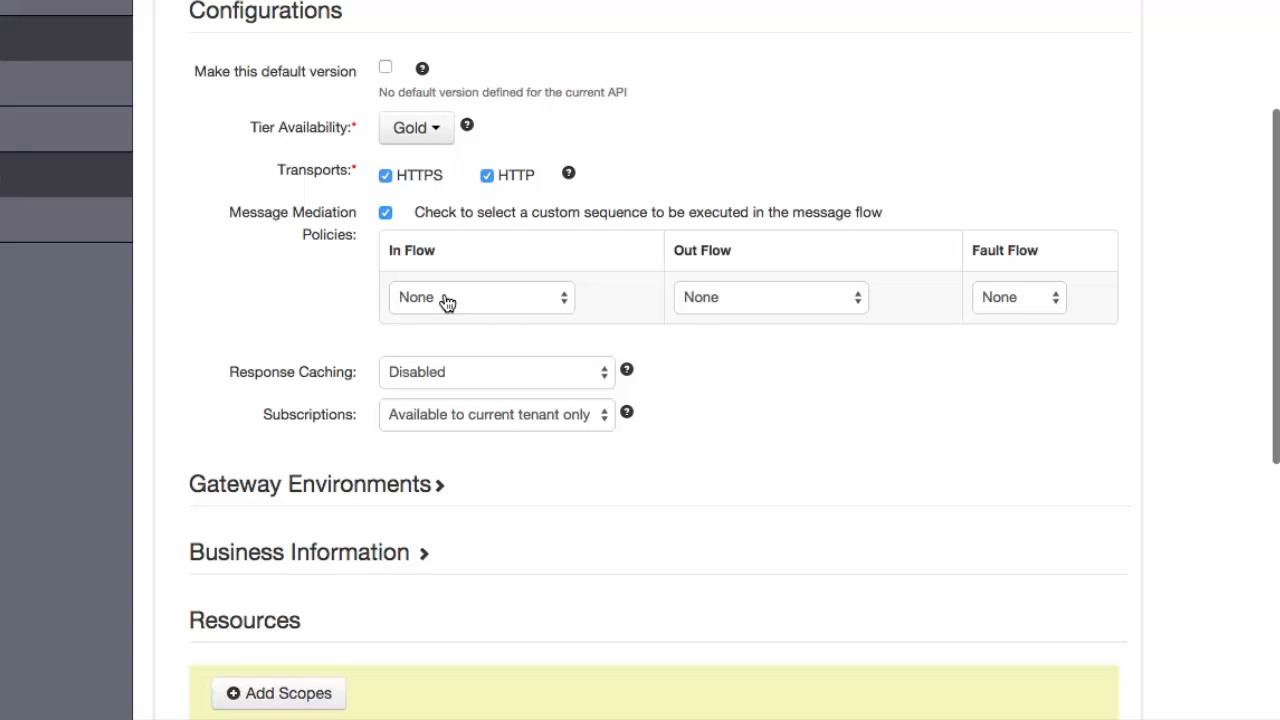 Configurations
Make this default version
No default version defined for the current API
Tier Availability:* Gold
Transports:* HTTPS HTTP
Message Mediation Policies: Check to select a custom sequence to be executed in the message flow
In Flow Out Flow Fault Flow
None None None
Response Caching: Disabled
Subscriptions: Available to current tenant only
Gateway Environments
Business Information
Resources
Add Scopes